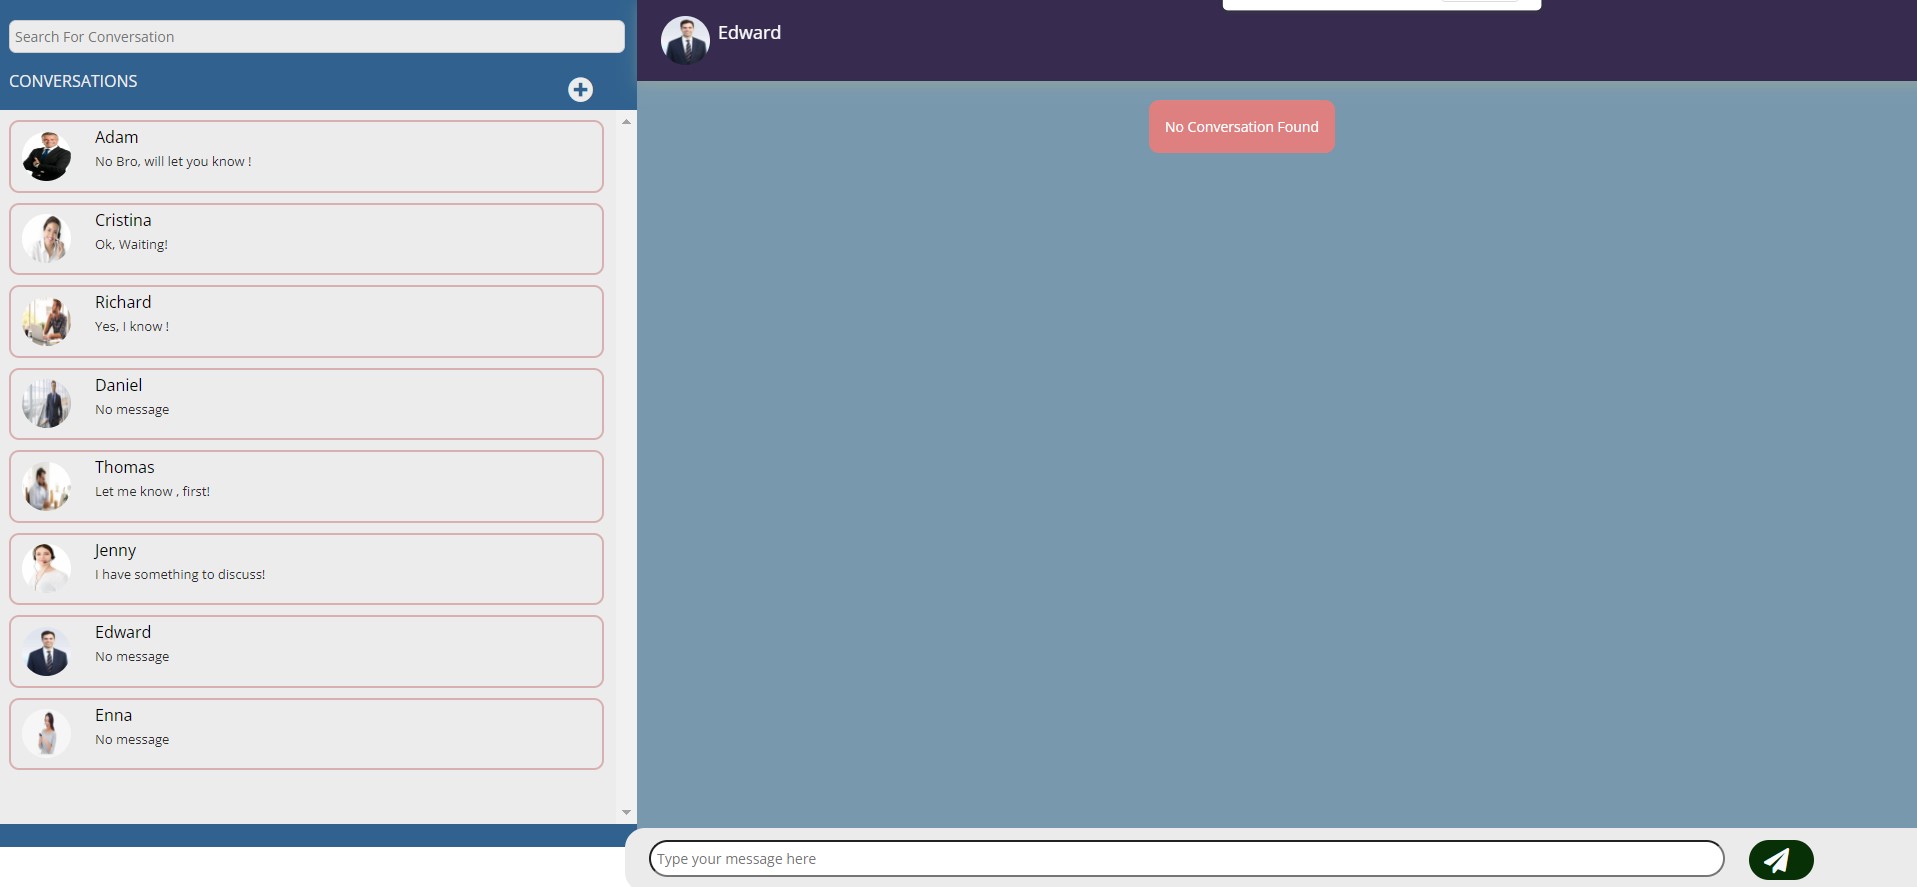 Search For Conversation
CONVERSATIONS
Adam
No Bro, will let you know !
Cristina
Ok, Waiting!
Richard
Yes, I know !
Daniel
No message
Thomas
Let me know , first!
Jenny
I have something to discuss!
Edward
No message
Enna
No message
Edward
No Conversation Found
Type your message here